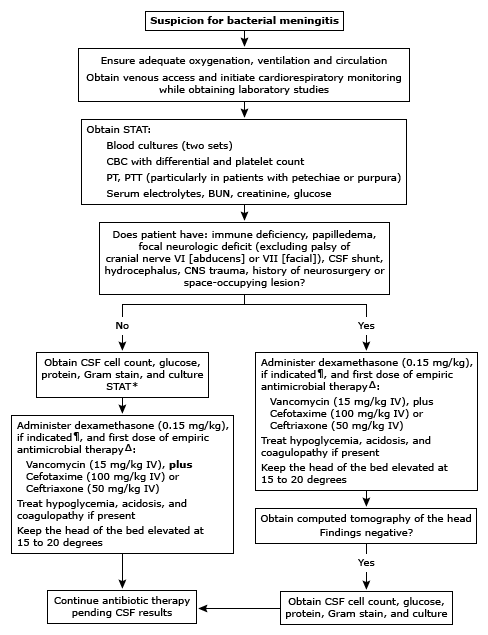 Suspicion for bacterial meningitis
Ensure adequate oxygenation, ventilation and circulation
Obtain venous access and initiate cardiorespiratory monitoring
while obtaining laboratory studies
Obtain STAT:
Blood cultures (two sets)
CBC with differential and platelet count
PT, PTT (particularly in patients with petechiae or purpura)
Serum electrolytes, BUN, creatinine, glucose
Does patient have: immune deficiency, papilledema,
focal neurologic deficit (excluding palsy of
cranial nerve VI [abducens] or VII [facial]), CSF shunt,
hydrocephalus, CNS trauma, history of neurosurgery or
space-occupying lesion?
No
Obtain CSF cell count, glucose,
protein, Gram stain, and culture
STAT*
Administer dexamethasone (0.15 mg/kg),
if indicated¶, and first dose of empiric
antimicrobial therapyΔ:
Vancomycin (15 mg/kg IV), plus
Cefotaxime (100 mg/kg IV) or
Ceftriaxone (50 mg/kg IV)
Treat hypoglycemia, acidosis, and
coagulopathy if present
Keep the head of the bed elevated at
15 to 20 degrees
Yes
Administer dexamethasone (0.15 mg/kg),
if indicated¶, and first dose of empiric
antimicrobial therapyΔ:
Vancomycin (15 mg/kg IV), plus
Cefotaxime (100 mg/kg IV) or
Ceftriaxone (50 mg/kg IV)
Treat hypoglycemia, acidosis, and
coagulopathy if present
Keep the head of the bed elevated at
15 to 20 degrees
Obtain computed tomography of the head
Findings negative?
Yes
Obtain CSF cell count, glucose,
protein, Gram stain, and culture
Continue antibiotic therapy
pending CSF results